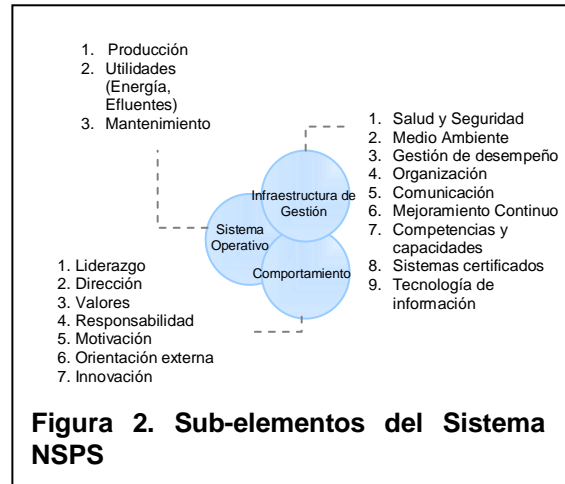 1. Producción
2. Utilidades
(Energía,
Efluentes)
3. Mantenimiento
1. Salud y Seguridad
2. Medio Ambiente
3. Gestión de desempeño
4. Organización
5. Comunicación
6. Mejoramiento Continuo
7. Competencias y
capacidades
8. Sistemas certificados
9. Tecnología de
información
Infraestructura de
Gestión
Sistema
Operativo
Comportamiento
1. Liderazgo
2. Dirección
3. Valores
4. Responsabilidad
5. Motivación
6. Orientación externa
7. Innovación
Figura 2. Sub-elementos del Sistema
NSPS